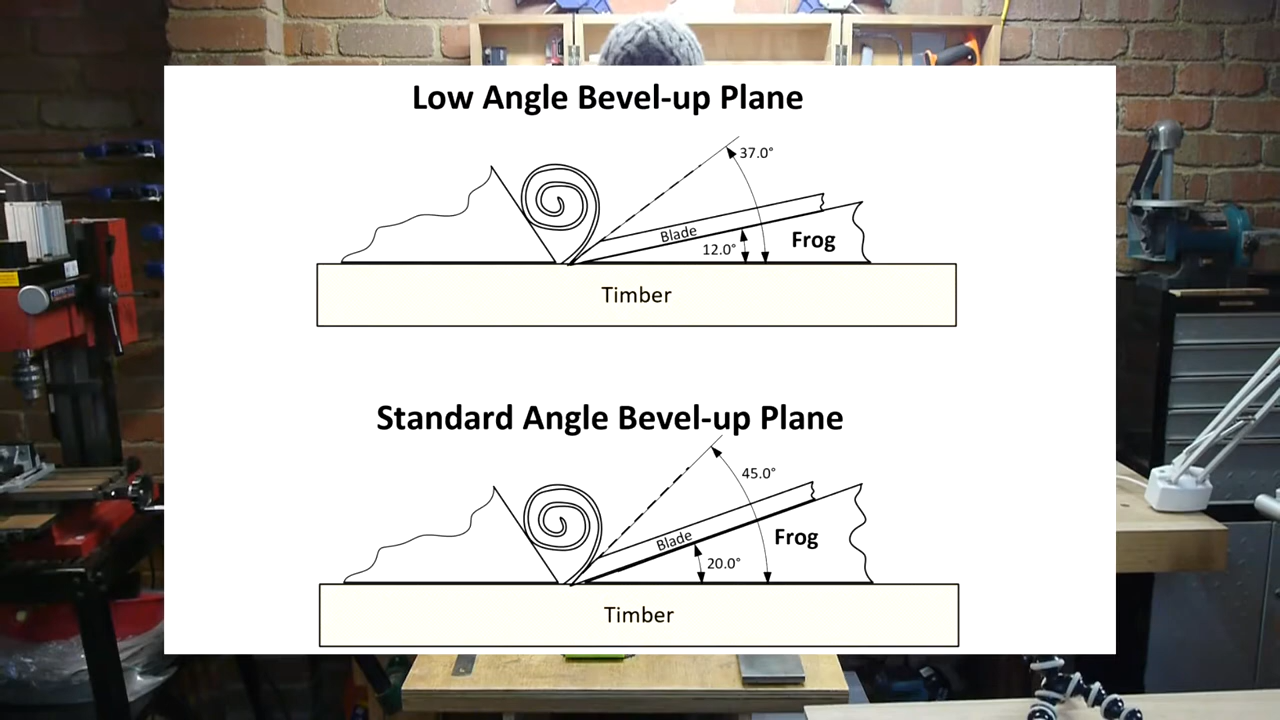 Low Angle Bevel-up Plane
37.0°
Blade
12.0°
Frog
Timber
Standard Angle Bevel-up Plane
45.0°
Blade
Frog
20.0°
Timber